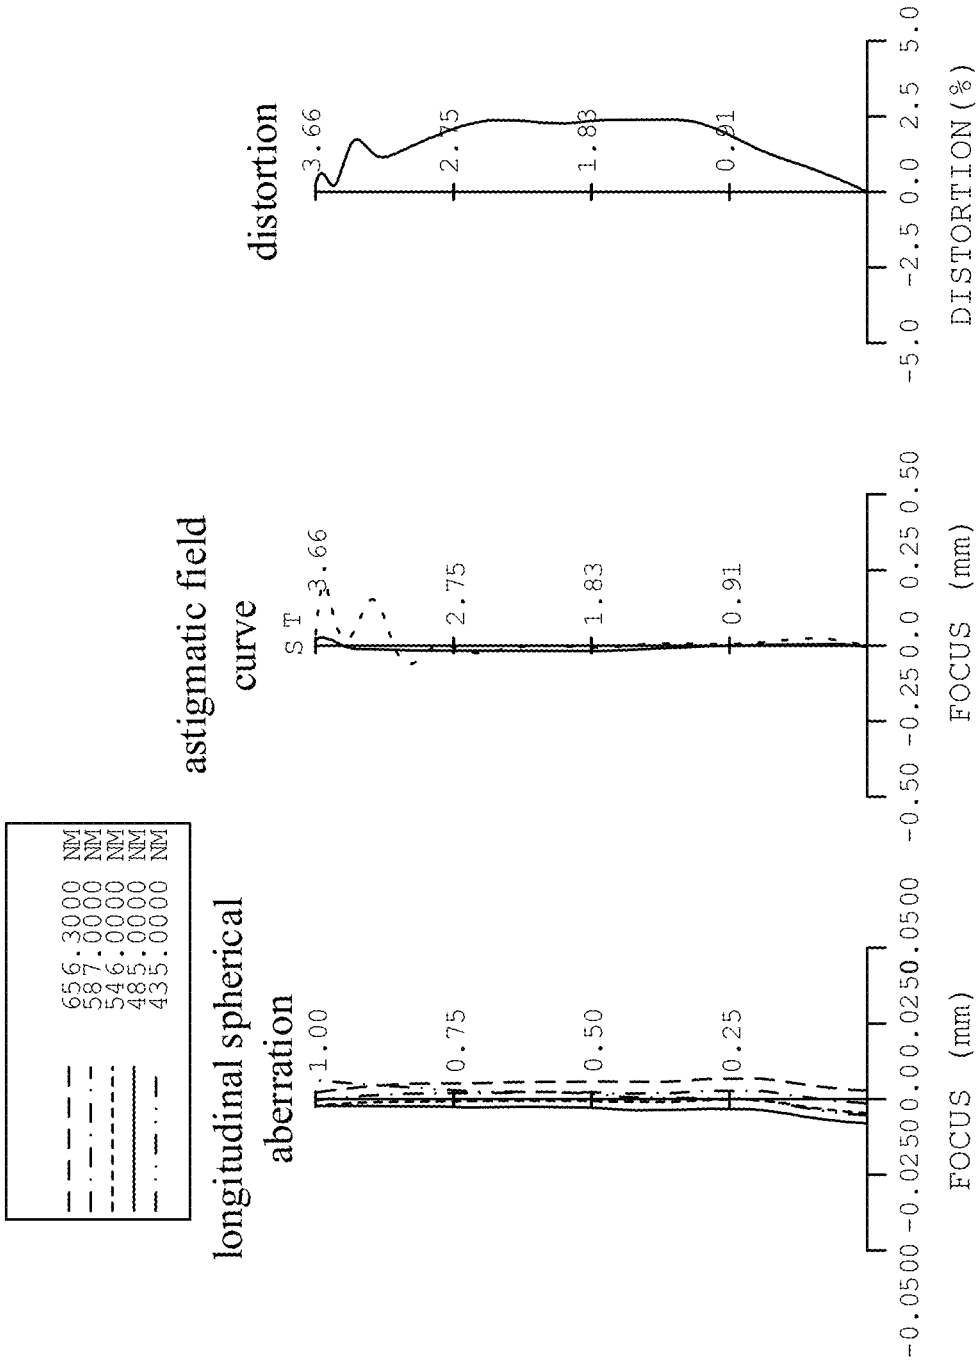 656.3000 NM
587.0000 NM
546.0000 NM
485.0000 NM
435.0000 NM
longitudinal spherical
aberration
1.00
0.75
0.50
0.25
-0.0500 -0.0250 0.0 0.0250 0.0500
FOCUS (mm)
astigmatic field
curve
S T
3.66
2.75
1.83
0.91
-0.50 -0.25 0.0 0.25 0.50
FOCUS (mm)
distortion
3.66
2.75
1.83
0.91
-5.0 -2.5 0.0 2.5 5.0
DISTORTION (%)